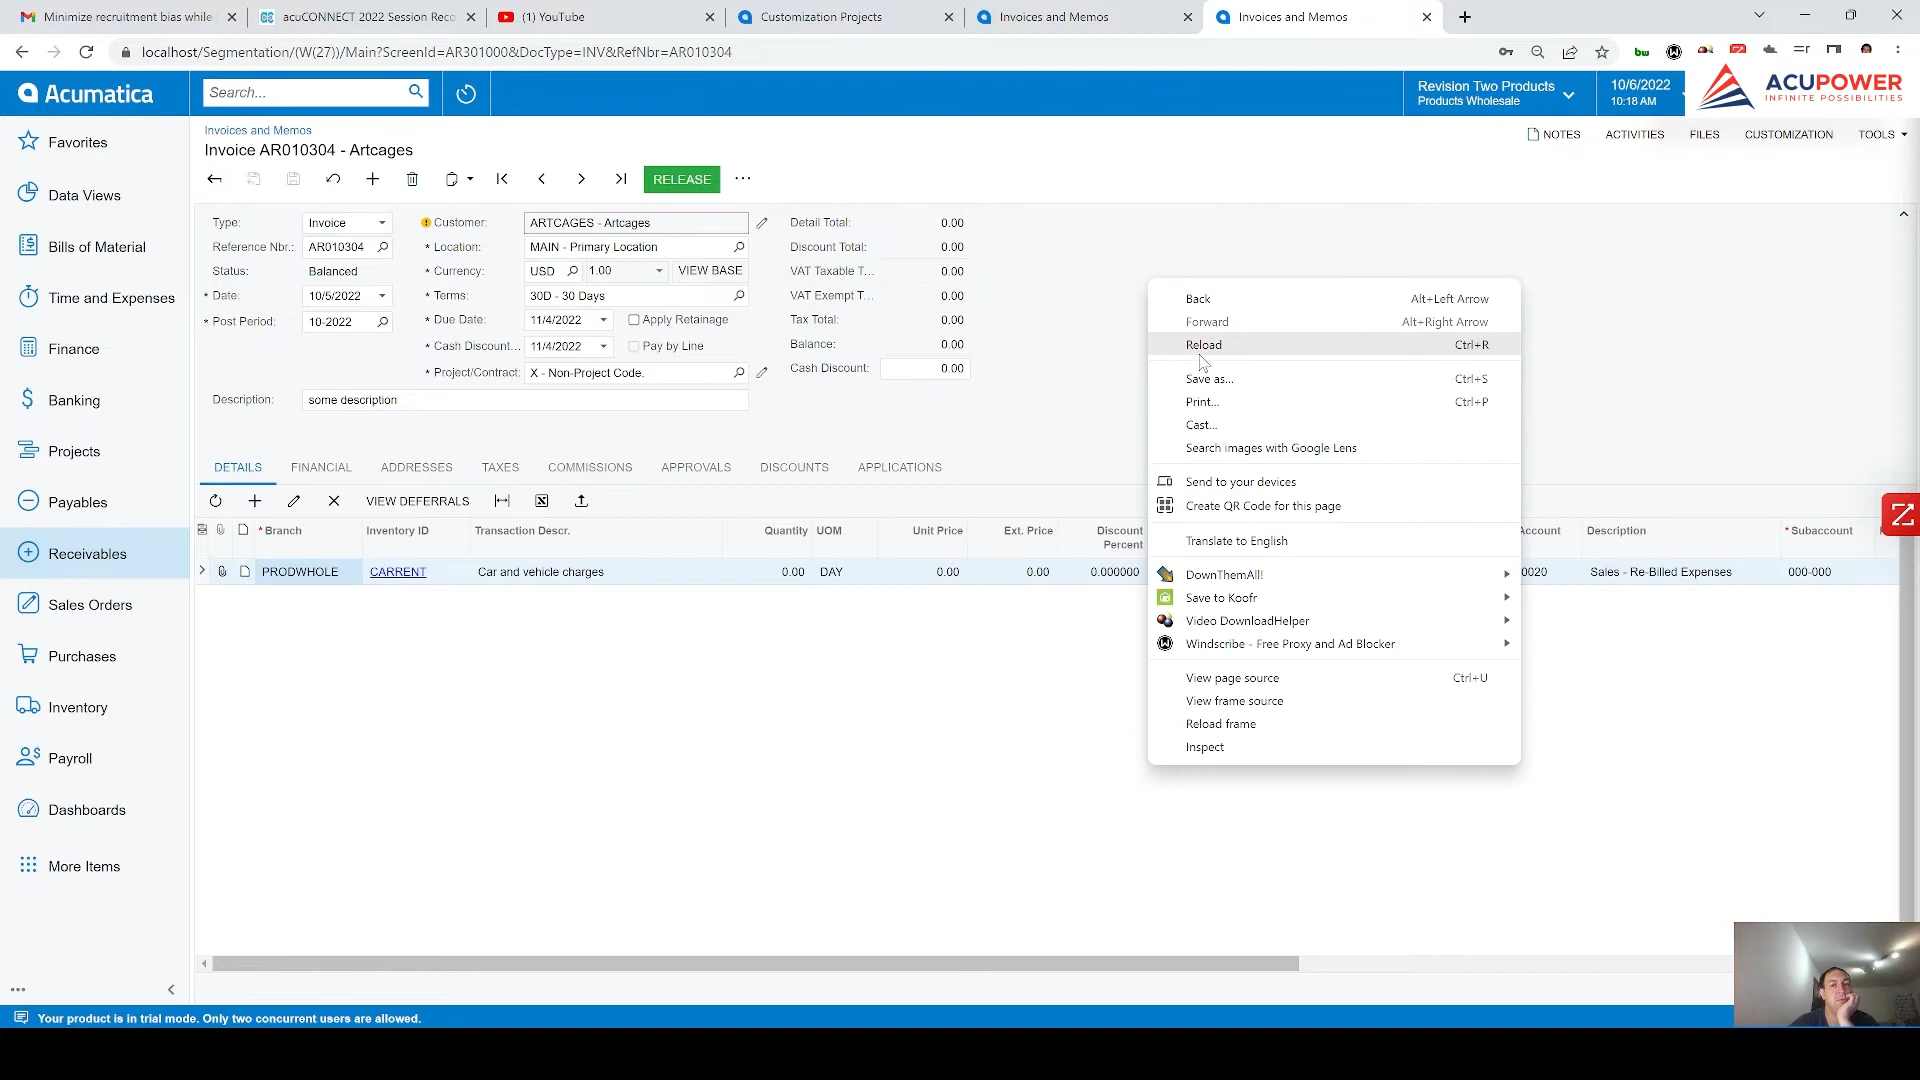 Minimize recruitment bias while
acuCONNECT 2022 Session Reco
(1) YouTube
Customization Projects
Invoices and Memos
Invoices and Memos
localhost/Segmentation/(W(27))/Main?ScreenId=AR301000&DocType=INV&RefNbr=AR010304
Acumatica
Search...
Revision Two Products
Products Wholesale
10/6/2022
10:18 AM
ACUPOWER
INFINITE POSSIBILITIES
Favorites
Data Views
Bills of Material
Time and Expenses
Finance
Banking
Projects
Payables
Receivables
Sales Orders
Purchases
Inventory
Payroll
Dashboards
More Items
Invoices and Memos
Invoice AR010304 - Artcages
NOTES ACTIVITIES FILES CUSTOMIZATION TOOLS
RELEASE
Type: Invoice * Customer: ARTCAGES - Artcages Detail Total: 0.00
Reference Nbr.: AR010304 * Location: MAIN - Primary Location Discount Total: 0.00
Status: Balanced * Currency: USD 1.00 VIEW BASE VAT Taxable T... 0.00
* Date: 10/5/2022 * Terms: 30D - 30 Days VAT Exempt T... 0.00
* Post Period: 10-2022 * Due Date: 11/4/2022 Apply Retainage Tax Total: 0.00
* Cash Discount... 11/4/2022 Pay by Line Balance: 0.00
* Project/Contract: X - Non-Project Code. Cash Discount: 0.00
Description: some description
DETAILS FINANCIAL ADDRESSES TAXES COMMISSIONS APPROVALS DISCOUNTS APPLICATIONS
VIEW DEFERRALS
* Branch Inventory ID Transaction Descr. Quantity UOM Unit Price Ext. Price Discount Percent Account Description * Subaccount
PRODWHOLE CARRENT Car and vehicle charges 0.00 DAY 0.00 0.00 0.000000 0020 Sales - Re-Billed Expenses 000-000
Back Alt+Left Arrow
Forward Alt+Right Arrow
Reload Ctrl+R
Save as... Ctrl+S
Print... Ctrl+P
Cast...
Search images with Google Lens
Send to your devices
Create QR Code for this page
Translate to English
DownThemAll!
Save to Koofr
Video DownloadHelper
Windscribe - Free Proxy and Ad Blocker
View page source Ctrl+U
View frame source
Reload frame
Inspect
Your product is in trial mode. Only two concurrent users are allowed.